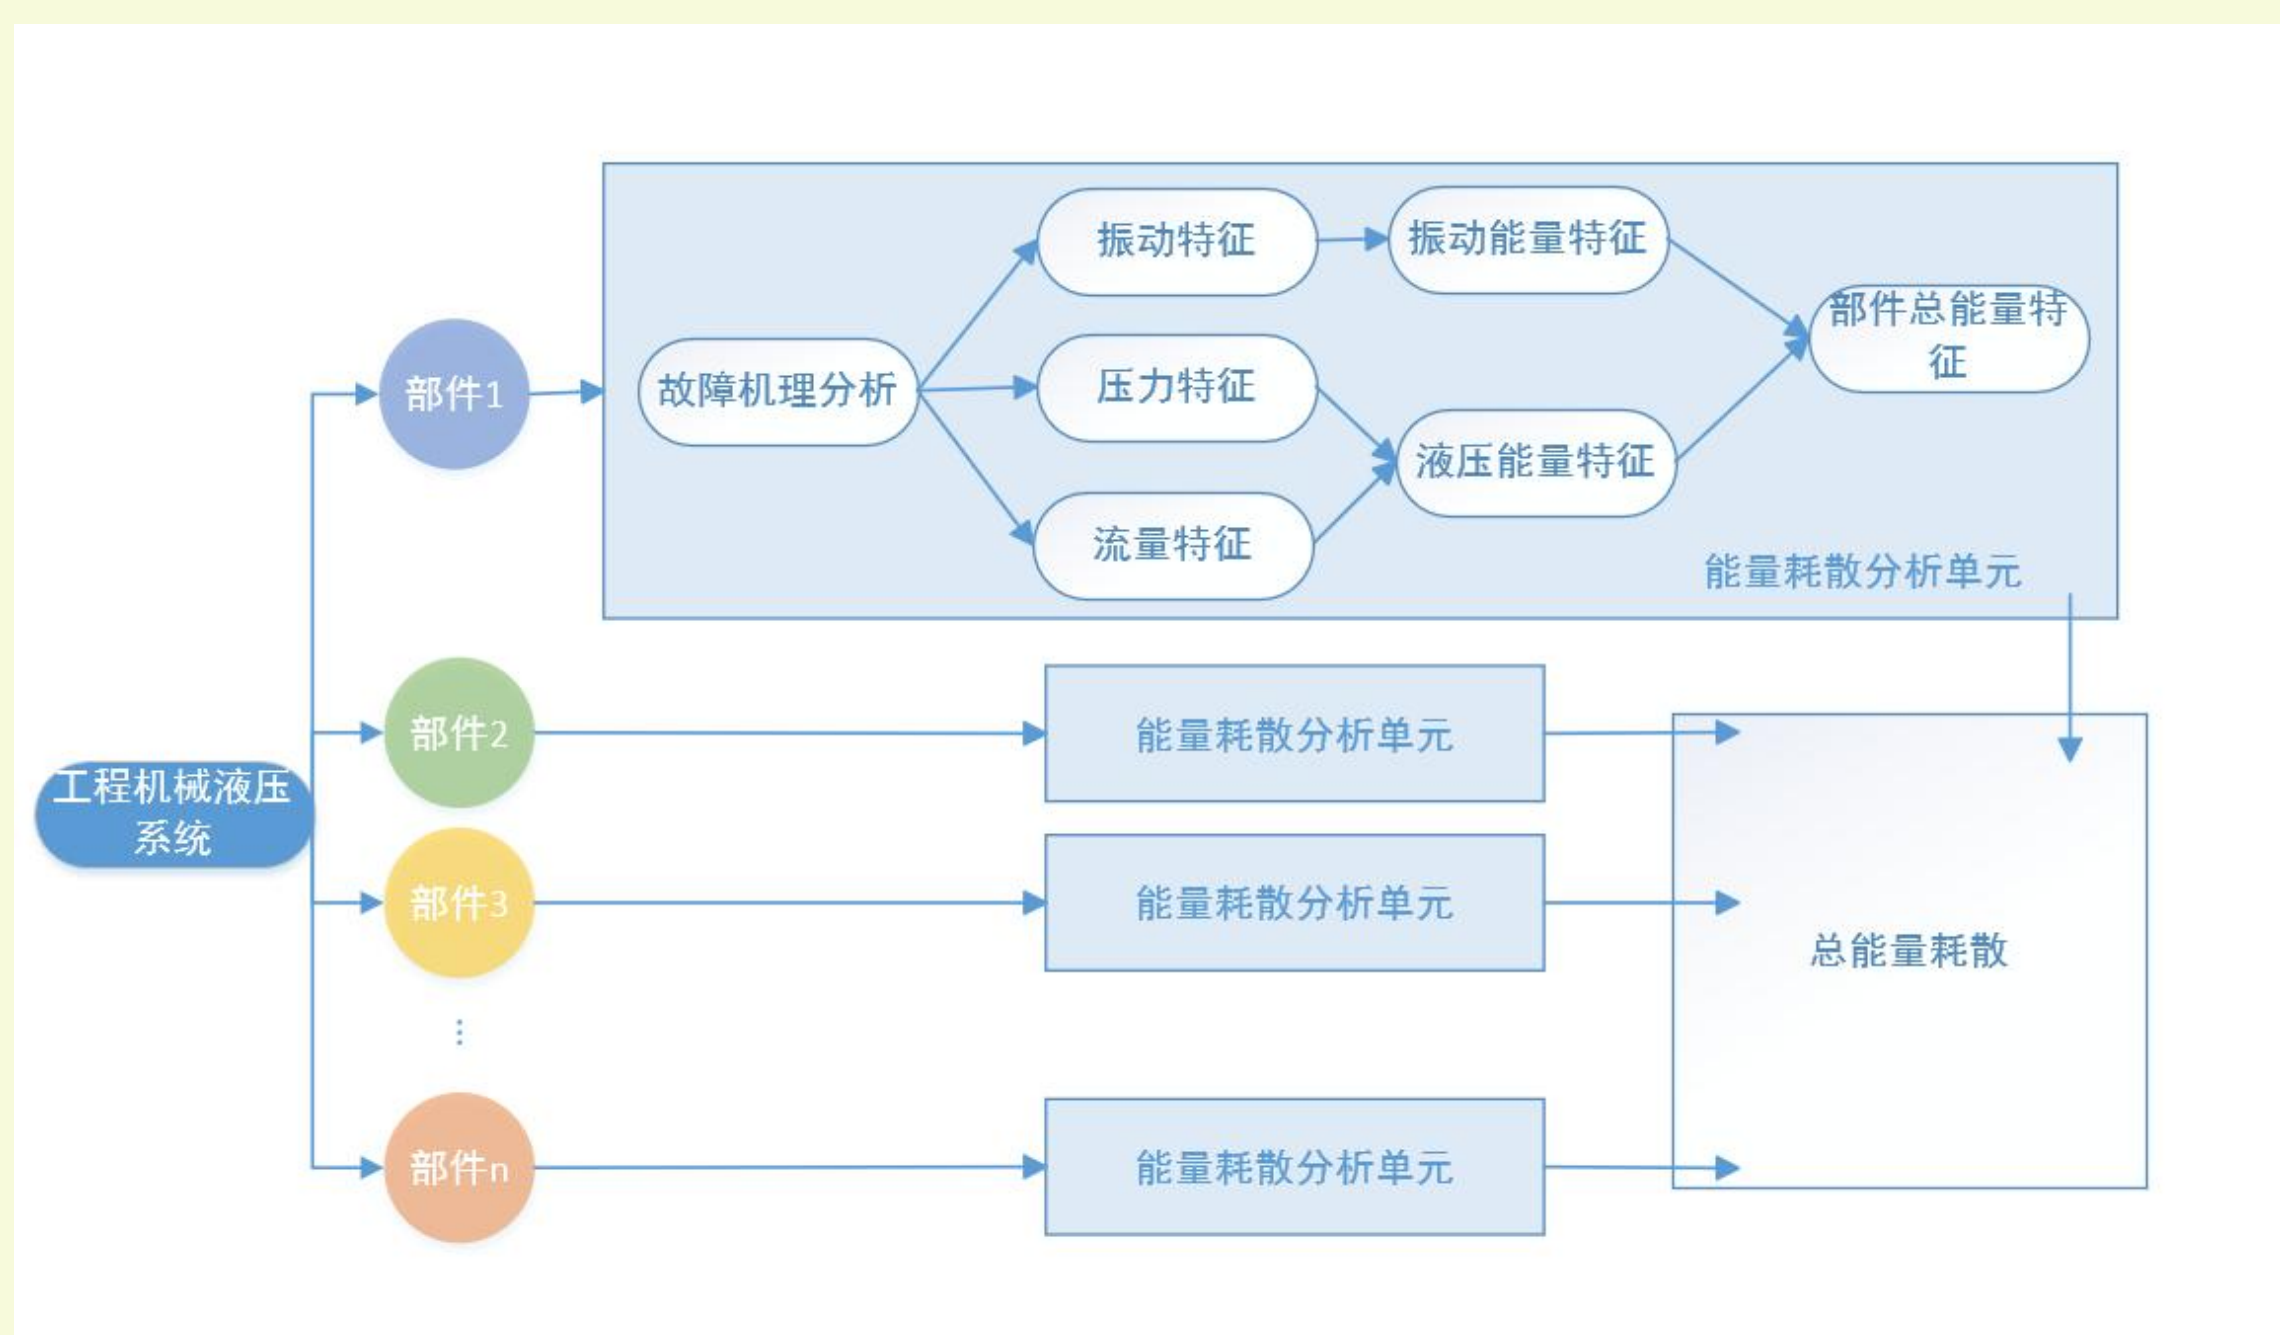 振动特征
振动能量特征
部件总能量特
征
部件1
故障机理分析
压力特征
液压能量特征
流量特征
能量耗散分析单元
部件2
能量耗散分析单元
工程机械液压
系统
部件3
能量耗散分析单元
总能量耗散
⋮
部件n
能量耗散分析单元